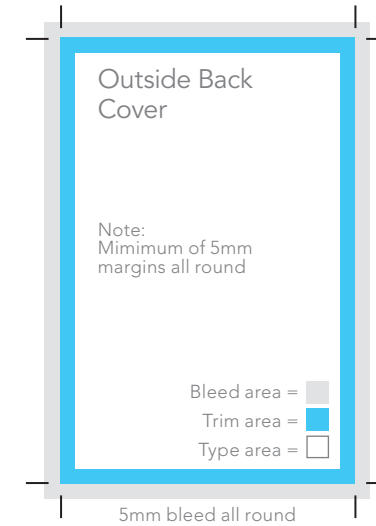 Outside Back
Cover
Note:
Mimimum of 5mm
margins all round
Bleed area =
Trim area =
Type area =
5mm bleed all round